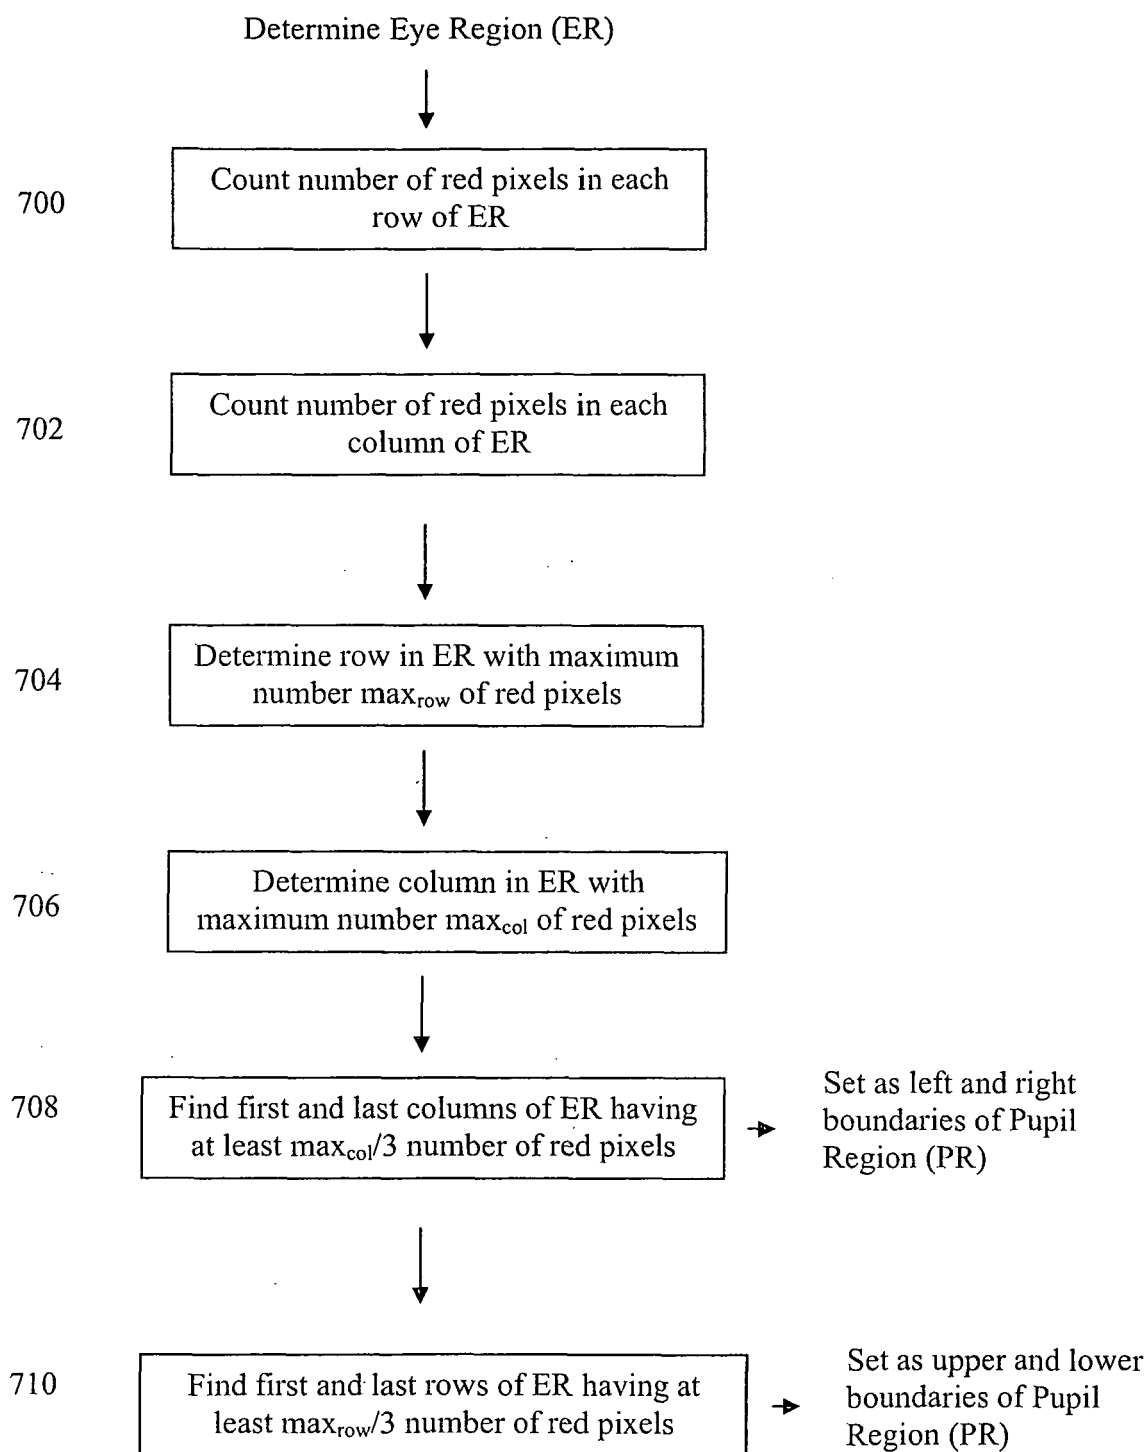 Determine Eye Region (ER)
700
Count number of red pixels in each
row of ER
702
Count number of red pixels in each
column of ER
704
Determine row in ER with maximum
number maxrow of red pixels
706
Determine column in ER with
maximum number maxcol of red pixels
708
Find first and last columns of ER having
at least maxcol/3 number of red pixels
Set as left and right
boundaries of Pupil
Region (PR)
710
Find first and last rows of ER having at
least maxrow/3 number of red pixels
Set as upper and lower
boundaries of Pupil
Region (PR)